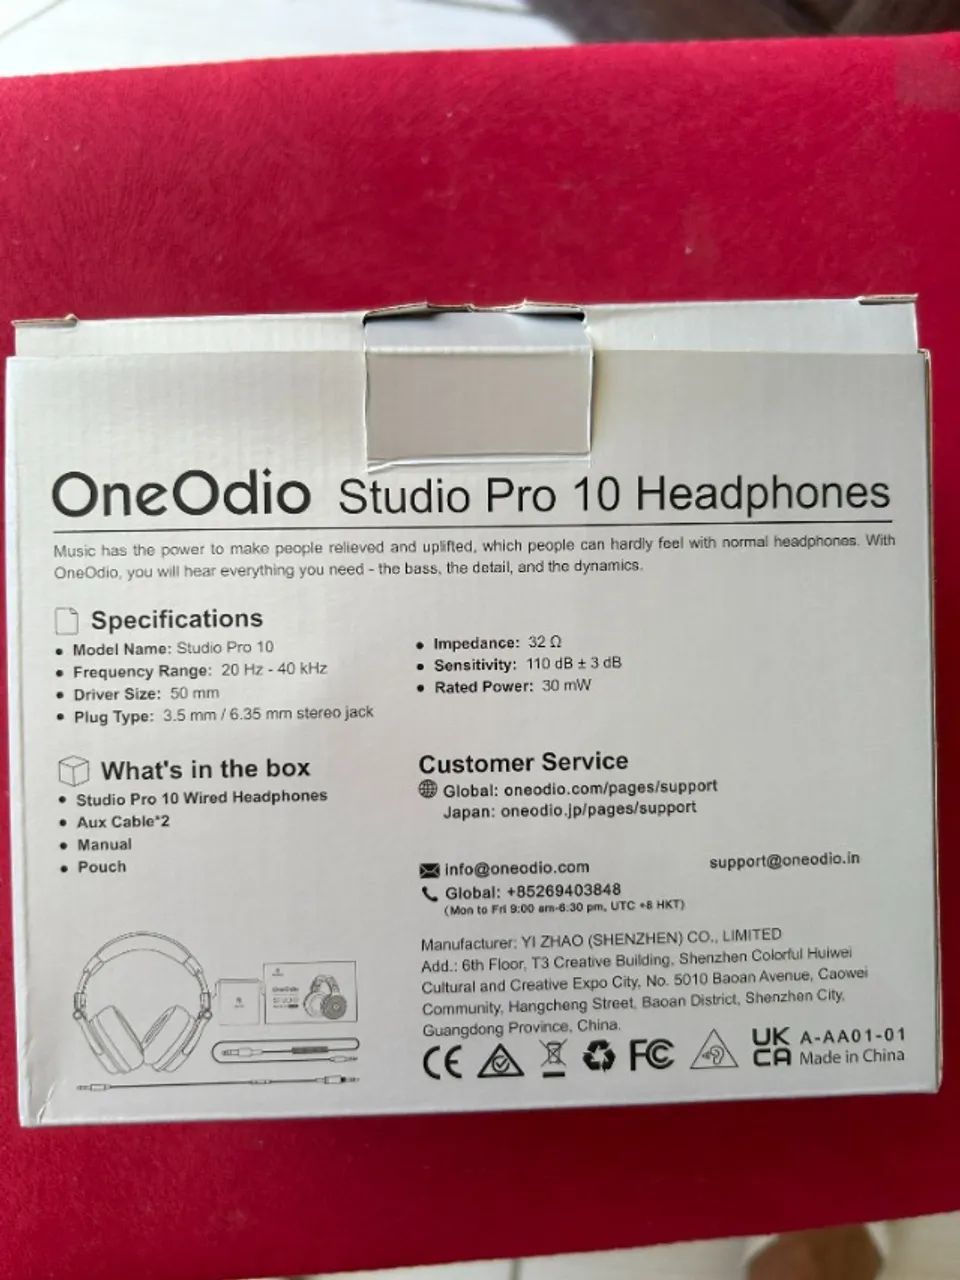 OneOdio Studio Pro 10 Headphones
Music has the power to make people relieved and uplifted, which people can hardly feel with normal headphones. With
OneOdio, you will hear everything you need - the bass, the detail, and the dynamics.
Specifications
• Model Name: Studio Pro 10
• Frequency Range: 20 Hz - 40 kHz
• Driver Size: 50 mm
• Plug Type: 3.5 mm / 6.35 mm stereo jack
• Impedance: 32 Ω
• Sensitivity: 110 dB ± 3 dB
• Rated Power: 30 mW
What's in the box
• Studio Pro 10 Wired Headphones
• Aux Cable*2
• Manual
• Pouch
Customer Service
Global: oneodio.com/pages/support
Japan: oneodio.jp/pages/support
info@oneodio.com
support@oneodio.in
Global: +85269403848
(Mon to Fri 9:00 am-6:30 pm, UTC +8 HKT)
Manufacturer: YI ZHAO (SHENZHEN) CO., LIMITED
Add.: 6th Floor, T3 Creative Building, Shenzhen Colorful Huiwei
Cultural and Creative Expo City, No. 5010 Baoan Avenue, Caowei
Community, Hangcheng Street, Baoan District, Shenzhen City,
Guangdong Province, China.
CE FC UK CA A-AA01-01
Made in China
OneOdio